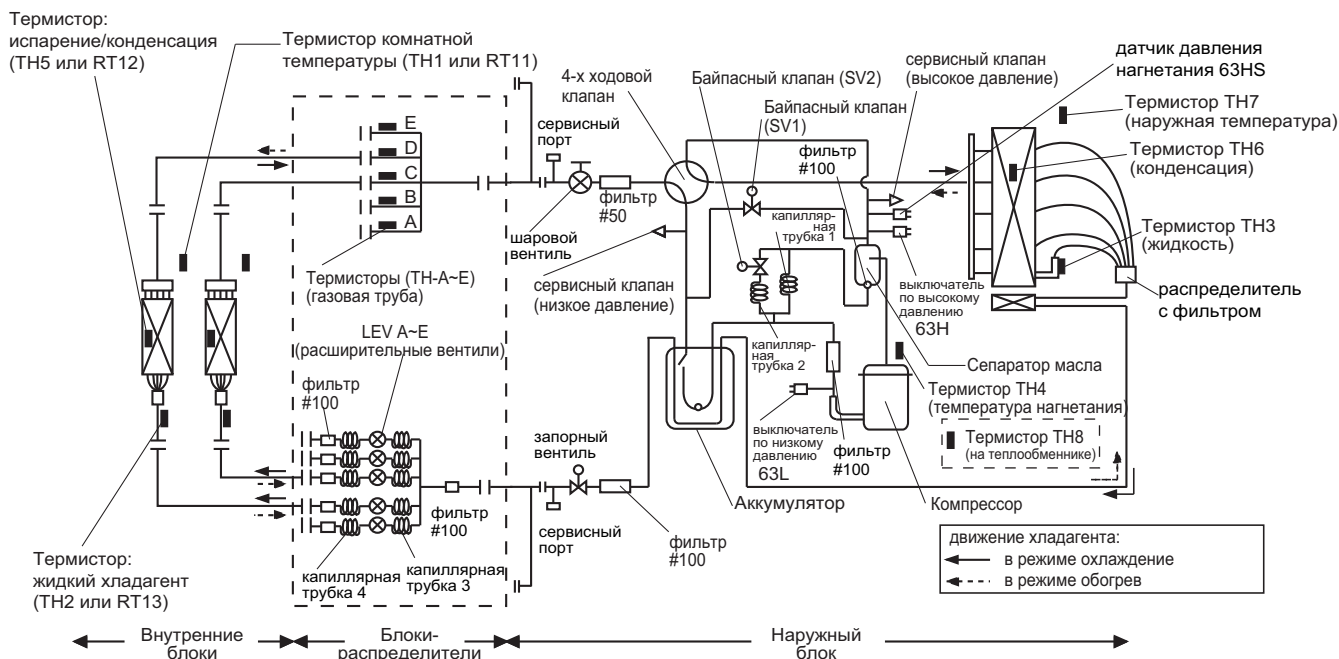 Термистор:
испарение/конденсация
(TH5 или RT12)
Термистор комнатной
температуры (TH1 или RT11)
4-х ходовой
клапан
Байпасный клапан (SV2)
Байпасный клапан
(SV1)
сервисный клапан
(высокое давление)
датчик давления
нагнетания 63HS
Термистор TH7
(наружная температура)
Термистор TH6
(конденсация)
Термистор TH3
(жидкость)
распределитель
с фильтром
E
D
C
B
A
сервисный
порт
фильтр
#50
шаровой
вентиль
фильтр
#100
капилляр-
ная
трубка 1
Термисторы (TH-A~E)
(газовая труба)
сервисный клапан
(низкое давление)
выключатель
по высокому
давлению
63H
LEV A~E
(расширительные вентили)
капилляр-
ная
трубка 2
Сепаратор масла
Термистор TH4
(температура нагнетания)
Термистор TH8
(на теплообменнике)
фильтр
#100
запорный
вентиль
выключатель
по низкому
давлению
63L
фильтр
#100
Аккумулятор
Компрессор
фильтр
#100
сервисный
порт
фильтр
#100
капиллярная
трубка 4
капиллярная
трубка 3
Термистор:
жидкий хладагент
(TH2 или RT13)
движение хладагента:
в режиме охлаждение
в режиме обогрев
Внутренние
блоки
Блоки-
распределители
Наружный
блок